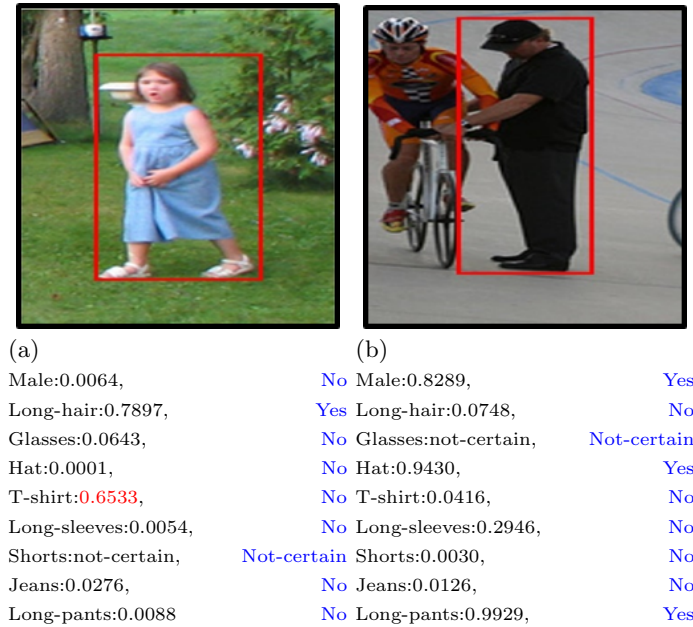 (a)
Male:0.0064, No
Long-hair:0.7897, Yes
Glasses:0.0643, No
Hat:0.0001, No
T-shirt:0.6533, No
Long-sleeves:0.0054, No
Shorts:not-certain, Not-certain
Jeans:0.0276, No
Long-pants:0.0088 No
(b)
Male:0.8289, Yes
Long-hair:0.0748, No
Glasses:not-certain, Not-certain
Hat:0.9430, Yes
T-shirt:0.0416, No
Long-sleeves:0.2946, No
Shorts:0.0030, No
Jeans:0.0126, No
Long-pants:0.9929, Yes